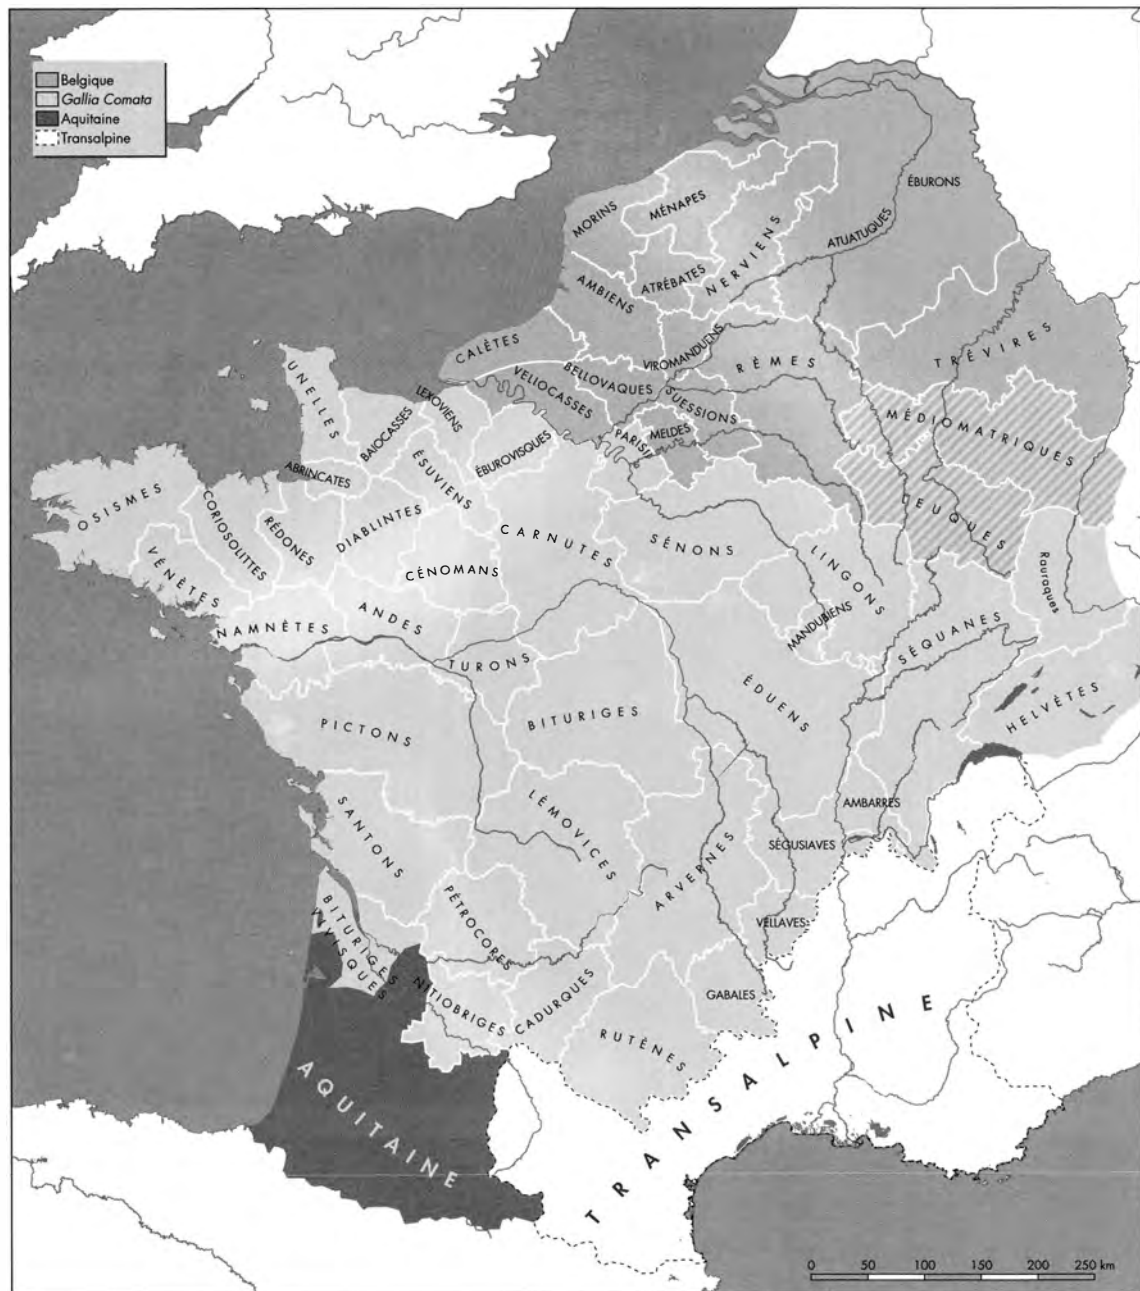 Belgique
Gallia Comata
Aquitaine
Transalpine
ÉBURONS
MORINS
MÉNAPES
ATUATUQUES
NERVIENS
ATRÉBATES
AMBIENS
VIROMANDUENS
CALÈTES
RÈMES
TRÉVIRES
BELLOVAQUES
VELIOCASSES
SUESSIONS
UNELLES
LEXOVIENS
BAIOCASSES
MÉDIOMATRIQUES
PARISII
MELDES
ÉBUROVISQUES
ÉSUVIENS
ABRINCATES
OSISMES
CORIOSOLITTES
RÉDONES
DIABLINTES
CARNUTES
SÉNONS
LINGONS
LEUQUES
Rauraques
VÉNÈTES
CÉNOMANS
MANDUBIENS
NAMNÈTES
ANDES
SÉQUANES
TURONS
ÉDUENS
HELVÈTES
PICTONS
BITURIGES
AMBARRES
LÉMOVICES
SANTONS
SÉGUSIAVES
ARVERNES
PÉTROCORES
VELLAVES
BITURIGES
VIVISQUES
NITIOBRIGES
CADURQUES
GABALES
RUTÈNES
AQUITAINE
TRANSALPINE
0 50 100 150 200 250 km